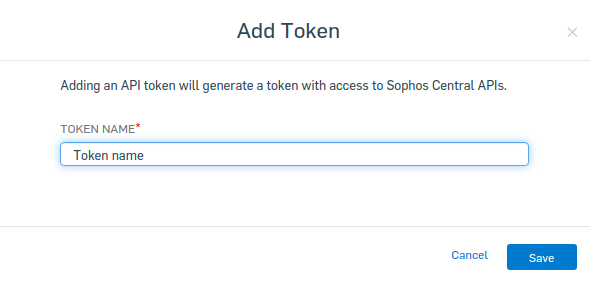 Add Token
Adding an API token will generate a token with access to Sophos Central APIs.
TOKEN NAME*
Token name
Cancel
Save